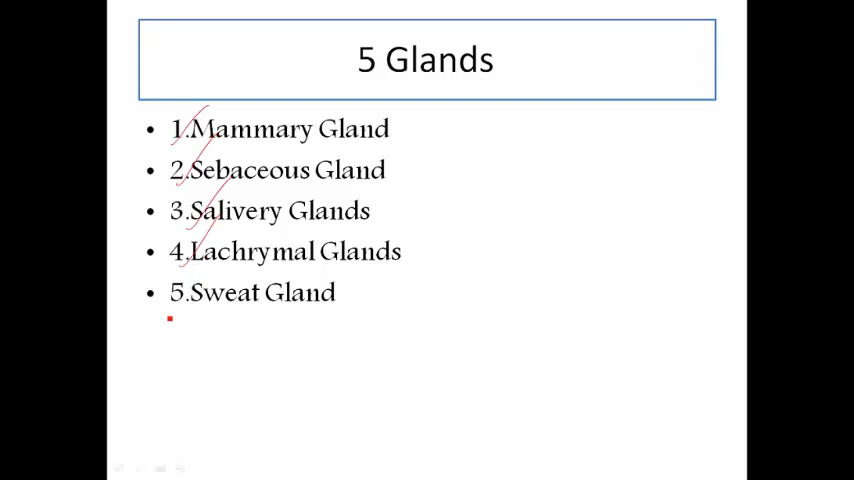 5 Glands
• 1.Mammary Gland
• 2.Sebaceous Gland
• 3.Salivery Glands
• 4.Lachrymal Glands
• 5.Sweat Gland